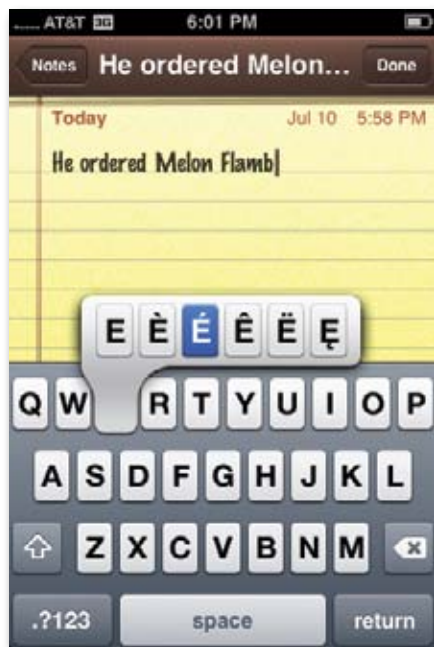 AT&T 3G 6:01 PM
Notes He ordered Melon... Done
Today Jul 10 5:58 PM
He ordered Melon Flamb
E È É Ê Ë Ę
Q W R T Y U I O P
A S D F G H J K L
Z X C V B N M
.?123 space return